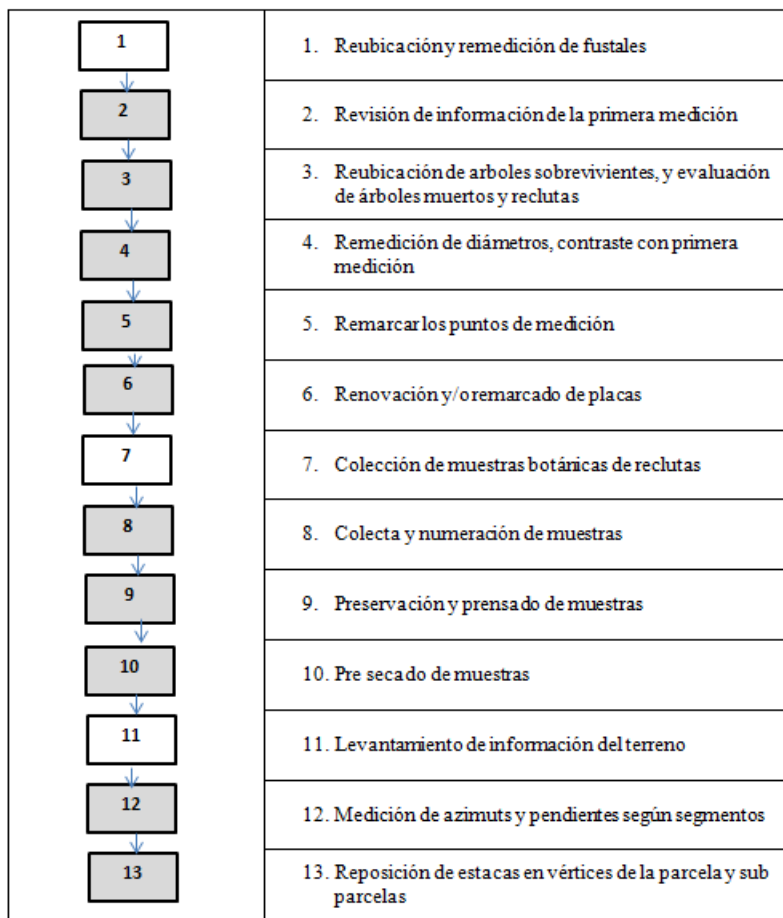 1
1. Reubicación y remedición de fustales
2
2. Revisión de información de la primera medición
3
3. Reubicación de arboles sobrevivientes, y evaluación
de árboles muertos y reclutas
4
4. Remedición de diámetros, contraste con primera
medición
5
5. Remarcar los puntos de medición
6
6. Renovación y/o remarcado de placas
7
7. Colección de muestras botánicas de reclutas
8
8. Colecta y numeración de muestras
9
9. Preservación y prensado de muestras
10
10. Pre secado de muestras
11
11. Levantamiento de información del terreno
12
12. Medición de azimuts y pendientes según segmentos
13
13. Reposición de estacas en vértices de la parcela y sub
parcelas